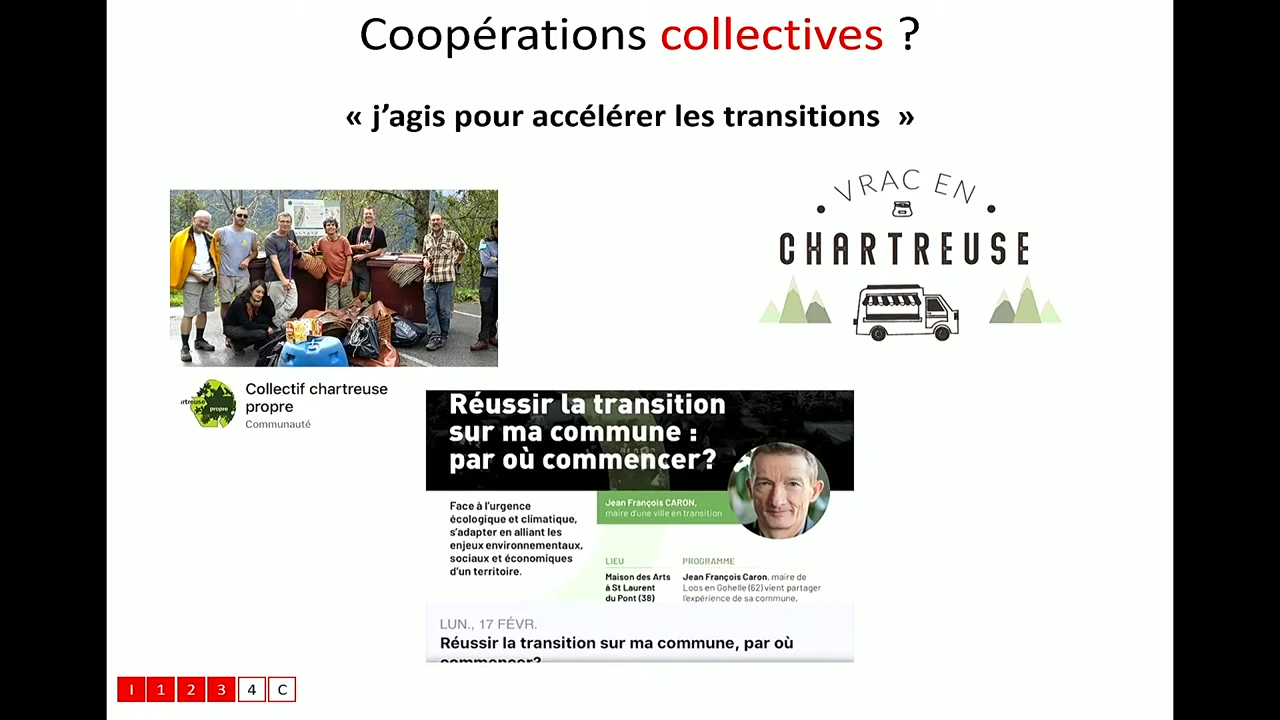 Coopérations collectives ?
« j’agis pour accélérer les transitions »
VRAC EN
CHARTREUSE
propre
Collectif chartreuse
propre
Communauté
Réussir la transition
sur ma commune :
par où commencer?
Face à l’urgence
écologique et climatique,
s’adapter en alliant les
enjeux environnementaux,
sociaux et économiques
d’un territoire.
Jean François CARON,
maire d’une ville en transition
LIEU
Maison des Arts
à St Laurent
du Pont (38)
PROGRAMME
Jean François Caron, maire de
Loos en Gohelle (62) vient partager
l’expérience de sa commune,
LUN., 17 FÉVR.
Réussir la transition sur ma commune, par où
commencer?
I 1 2 3 4 C